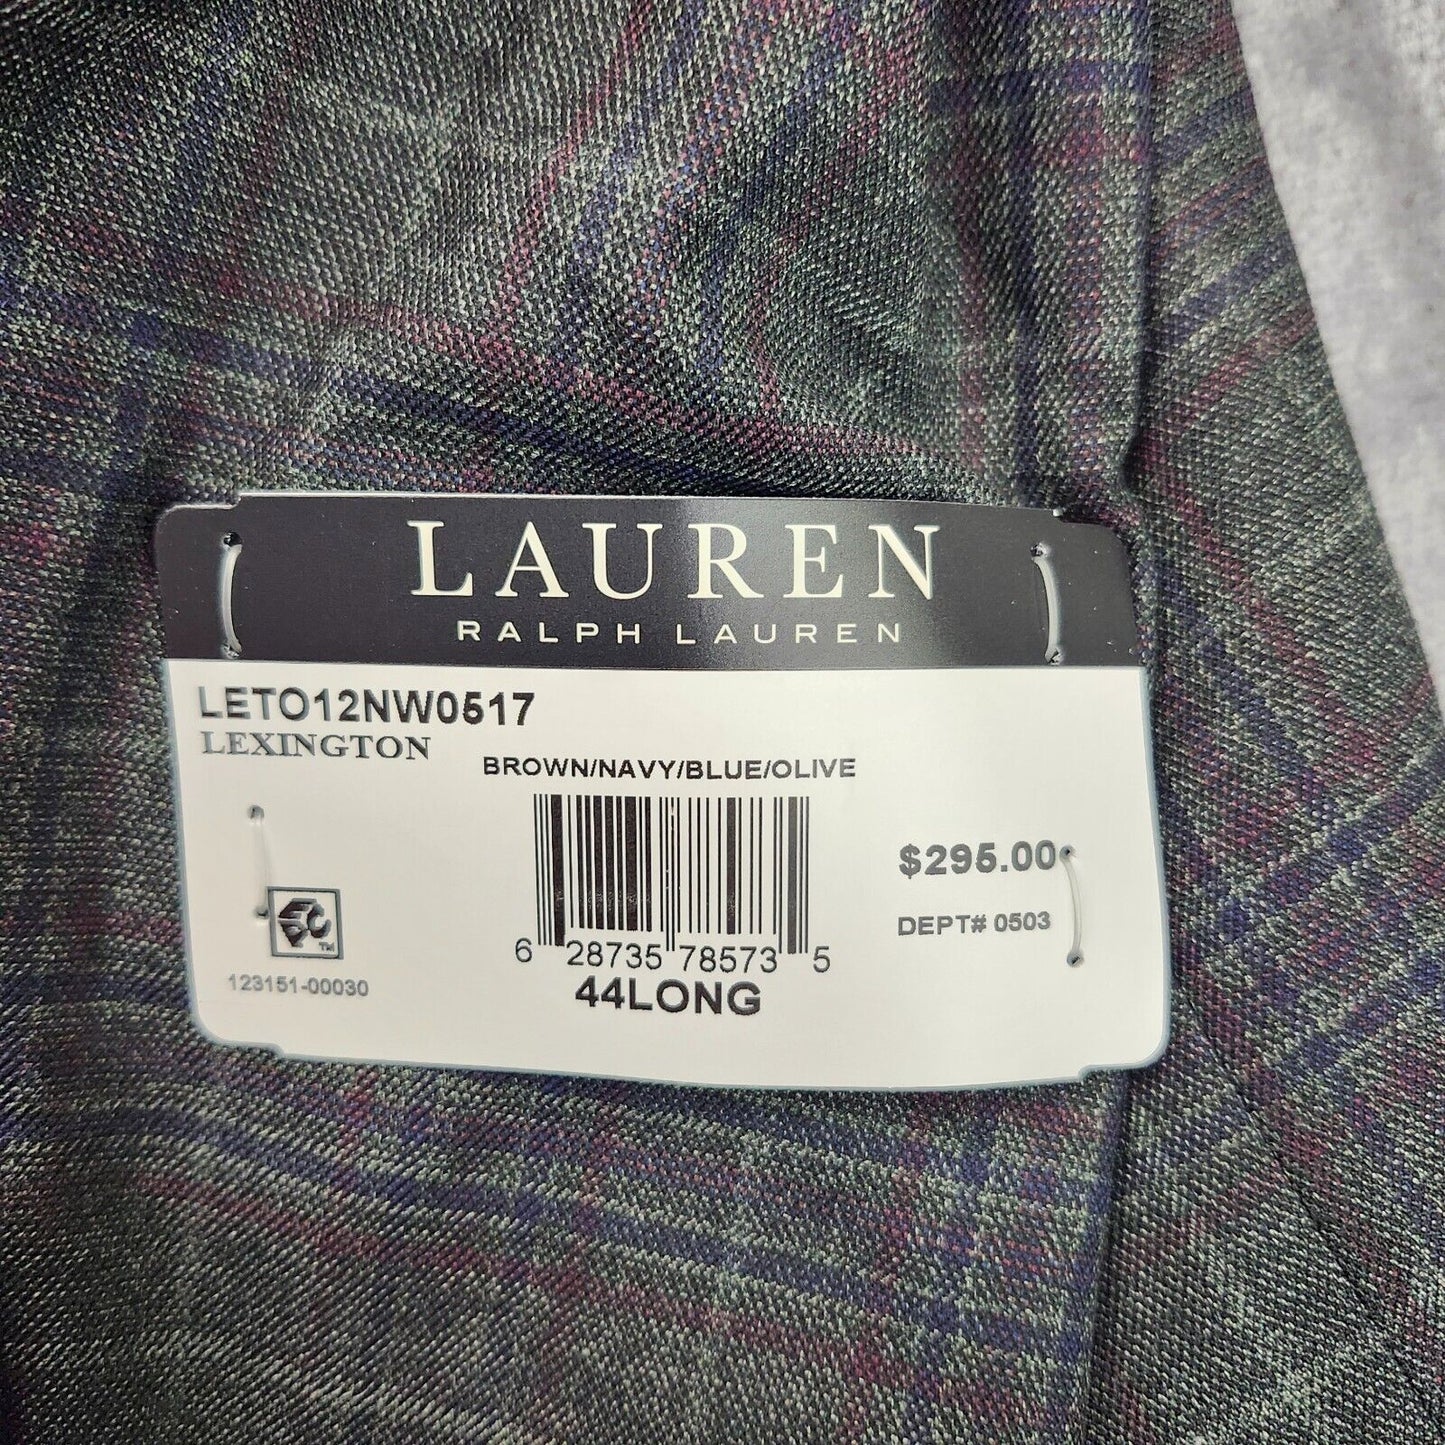 LAUREN
RALPH LAUREN
LETO12NW0517
LEXINGTON
BROWN/NAVY/BLUE/OLIVE
$295.00
DEPT# 0503
6 28735 78573 5
TM
123151-00030
44LONG